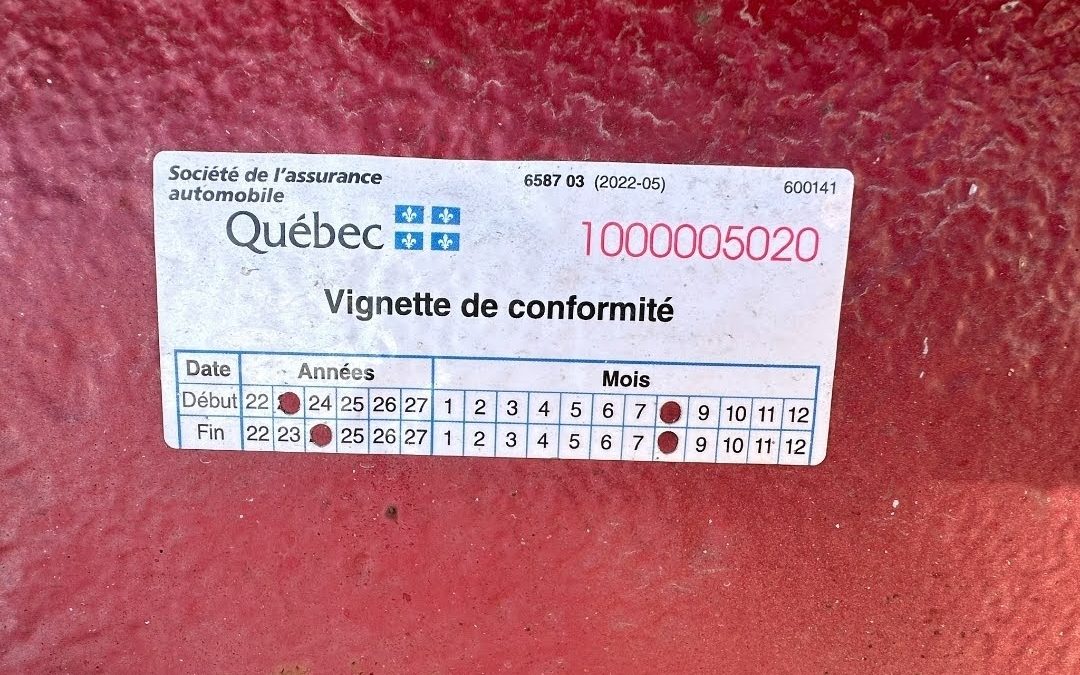 Société de l'assurance
automobile
Québec
6587 03 (2022-05)
600141
1000005020
Vignette de conformité
Date Années Mois
Début 22 24 25 26 27 1 2 3 4 5 6 7 9 10 11 12
Fin 22 23 25 26 27 1 2 3 4 5 6 7 9 10 11 12